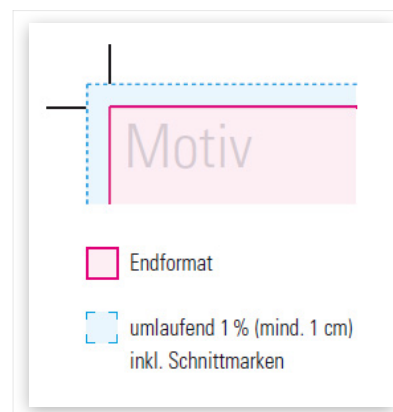 Motiv
Endformat
umlaufend 1 % (mind. 1 cm)
inkl. Schnittmarken